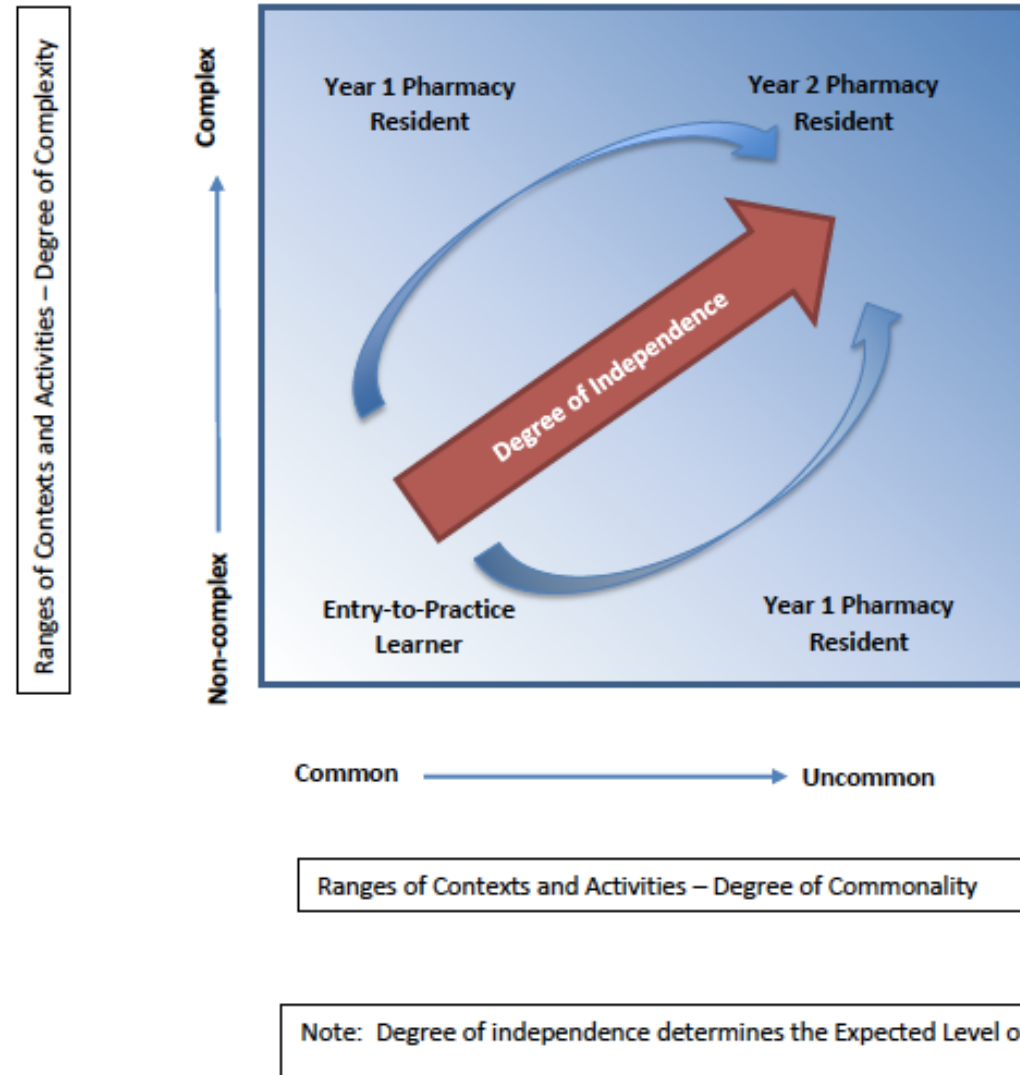 Ranges of Contexts and Activities – Degree of Complexity
Complex
Non-complex
Year 1 Pharmacy
Resident
Year 2 Pharmacy
Resident
Degree of Independence
Entry-to-Practice
Learner
Year 1 Pharmacy
Resident
Common
Uncommon
Ranges of Contexts and Activities – Degree of Commonality
Note: Degree of independence determines the Expected Level o